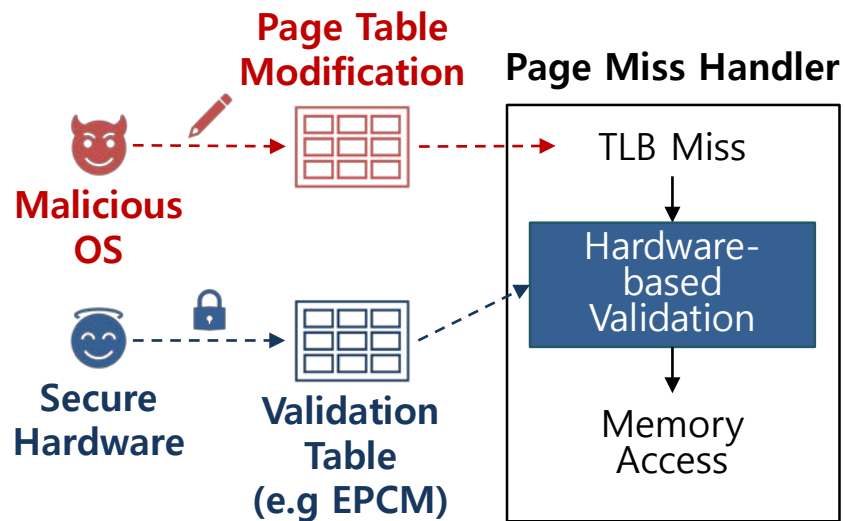 Page Table
Modification
Page Miss Handler
TLB Miss
Malicious
OS
Hardware-
based
Validation
Secure
Hardware
Validation
Table
(e.g EPCM)
Memory
Access